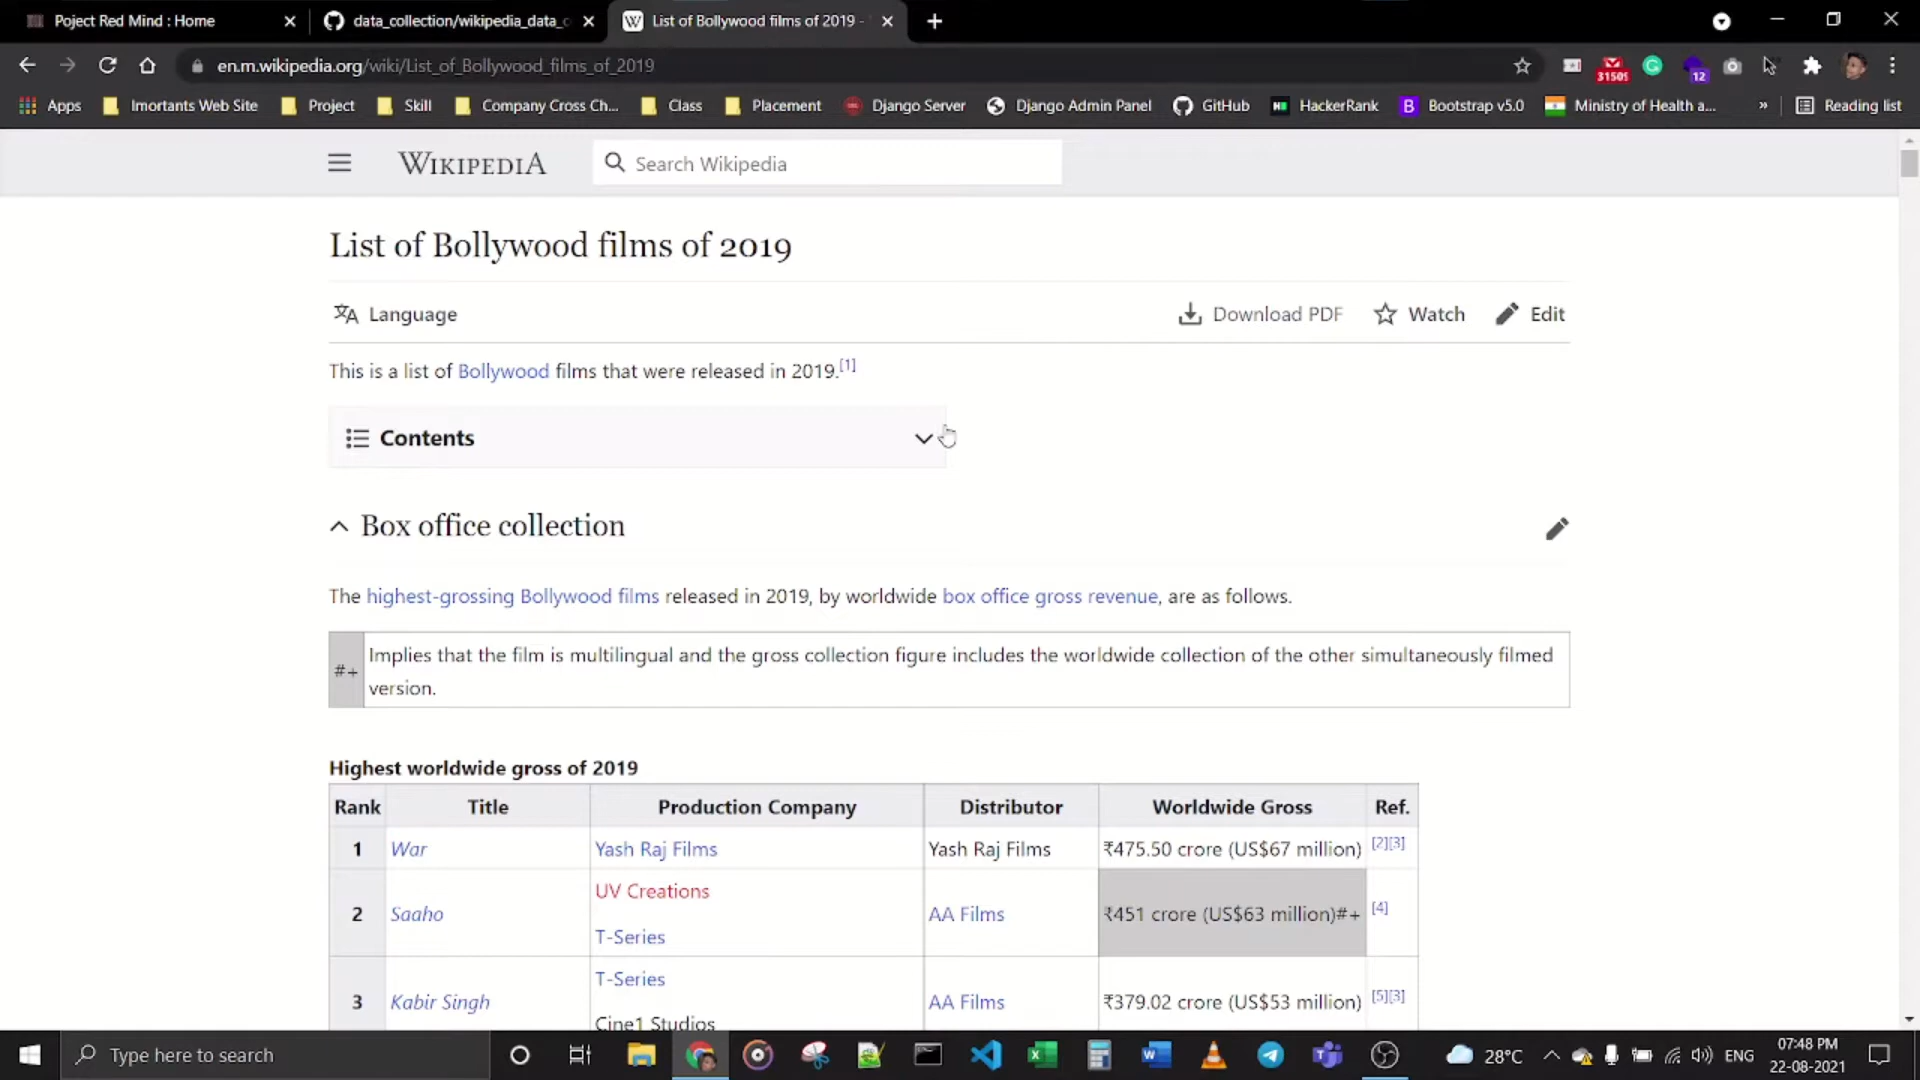 Poject Red Mind : Home
data_collection/wikipedia_data_c
List of Bollywood films of 2019 -
en.m.wikipedia.org/wiki/List_of_Bollywood_films_of_2019
31505
12
Apps
Imortants Web Site
Project
Skill
Company Cross Ch...
Class
Placement
Django Server
Django Admin Panel
GitHub
HackerRank
Bootstrap v5.0
Ministry of Health a...
»
Reading list
WIKIPEDIA
Search Wikipedia
List of Bollywood films of 2019
Language
Download PDF
Watch
Edit
This is a list of Bollywood films that were released in 2019.[1]
Contents
Box office collection
The highest-grossing Bollywood films released in 2019, by worldwide box office gross revenue, are as follows.
#+
Implies that the film is multilingual and the gross collection figure includes the worldwide collection of the other simultaneously filmed
version.
Highest worldwide gross of 2019
Rank Title Production Company Distributor Worldwide Gross Ref.
1 War Yash Raj Films Yash Raj Films ₹475.50 crore (US$67 million) [2][3]
UV Creations
2 Saaho AA Films ₹451 crore (US$63 million)#+ [4]
T-Series
T-Series
3 Kabir Singh AA Films ₹379.02 crore (US$53 million) [5][3]
Cine1 Studios
Type here to search
28°C
ENG
07:48 PM
22-08-2021